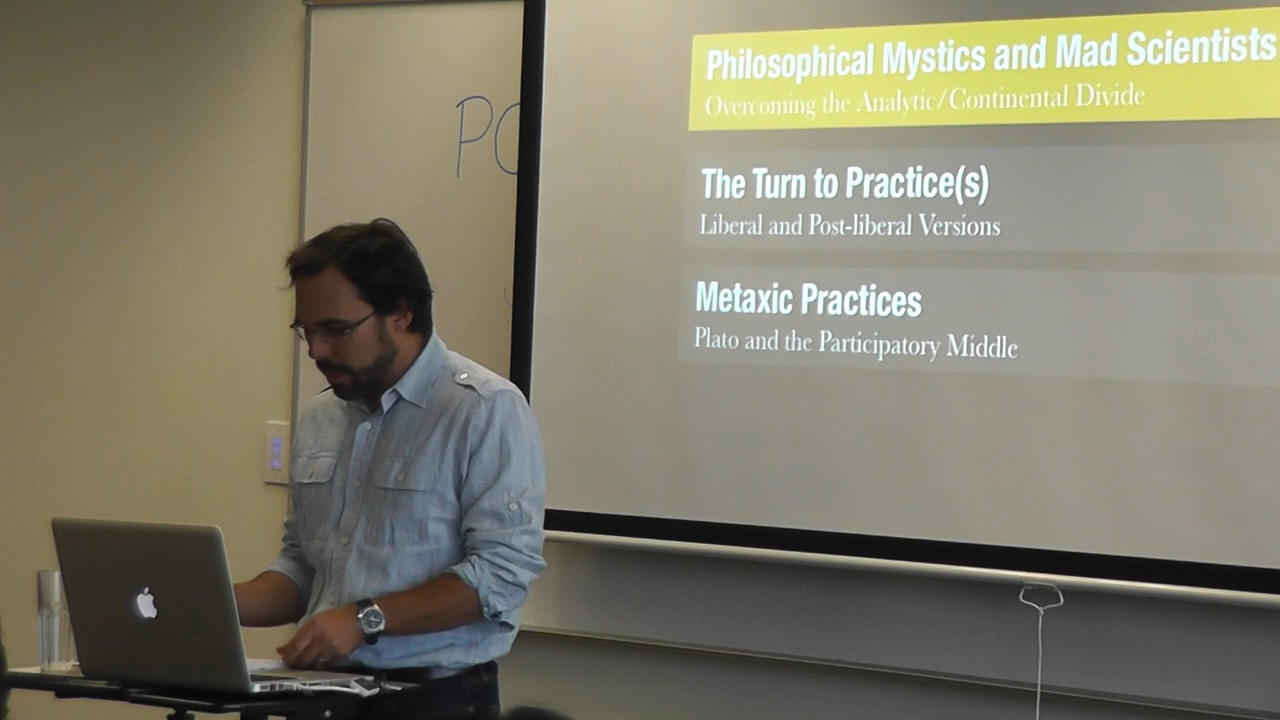 Philosophical Mystics and Mad Scientists
Overcoming the Analytic/Continental Divide
PO
The Turn to Practice(s)
Liberal and Post-liberal Versions
Metaxic Practices
Plato and the Participatory Middle